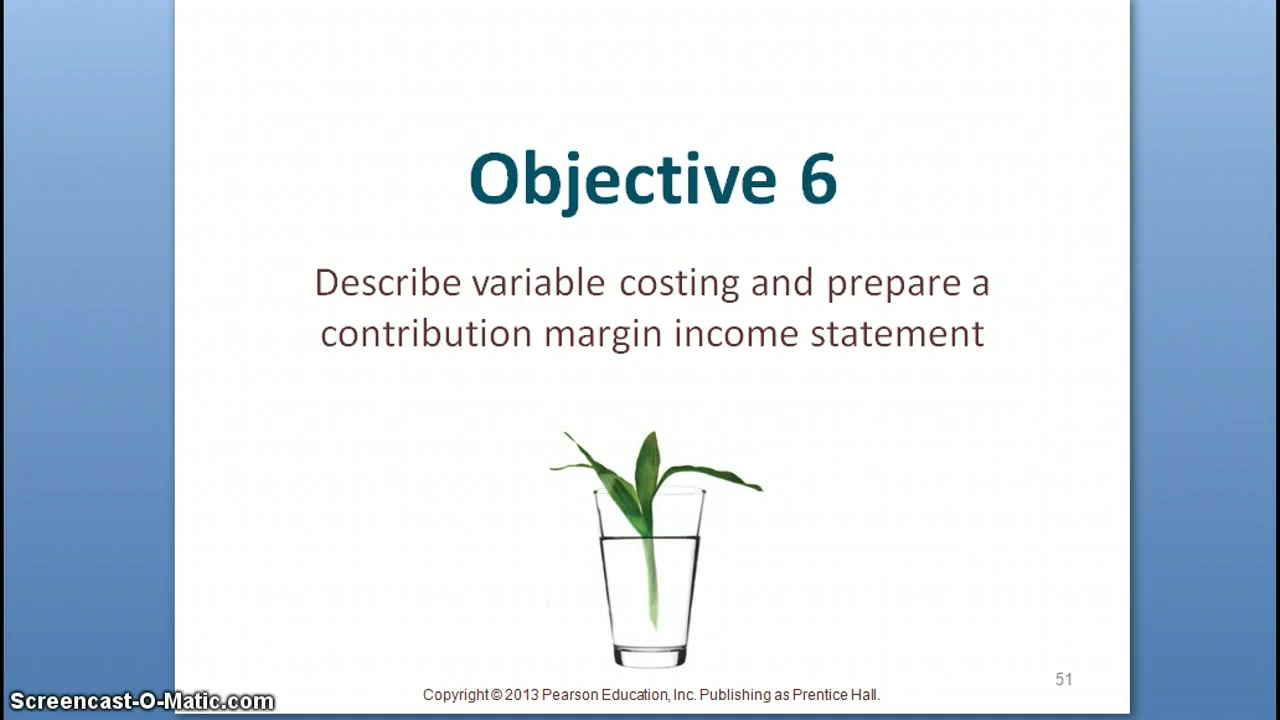 Objective 6
Describe variable costing and prepare a
contribution margin income statement
51
Copyright © 2013 Pearson Education, Inc. Publishing as Prentice Hall.
Screencast-O-Matic.com